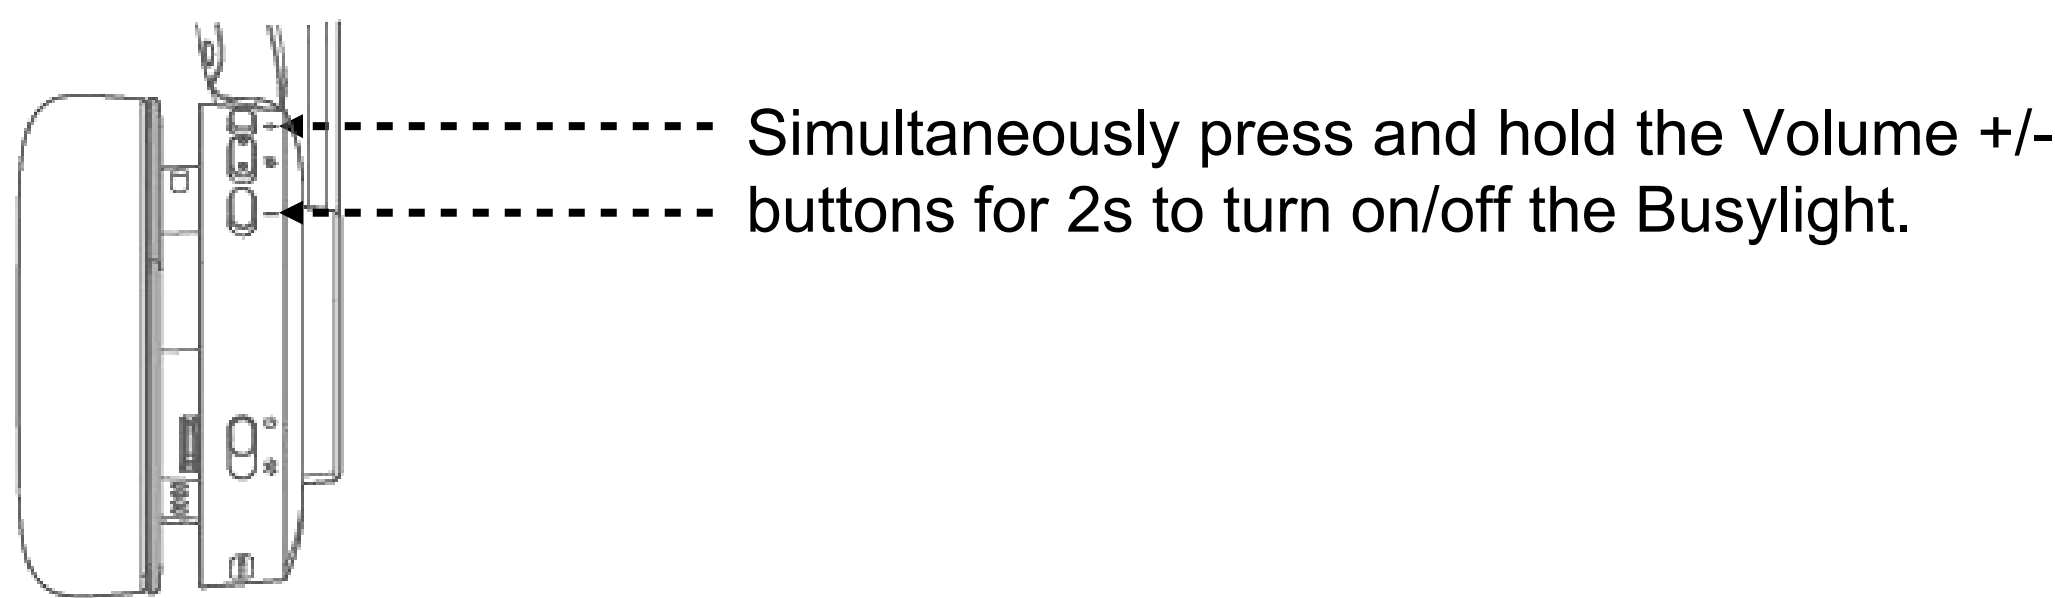 Simultaneously press and hold the Volume +/-
buttons for 2s to turn on/off the Busylight.